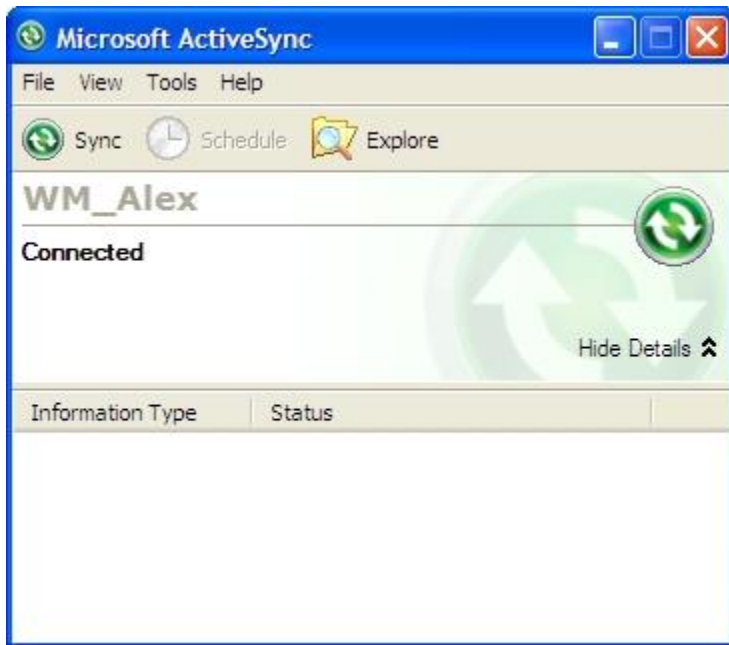 Microsoft ActiveSync
File View Tools Help
Sync Schedule Explore
WM_Alex
Connected
Hide Details
Information Type Status